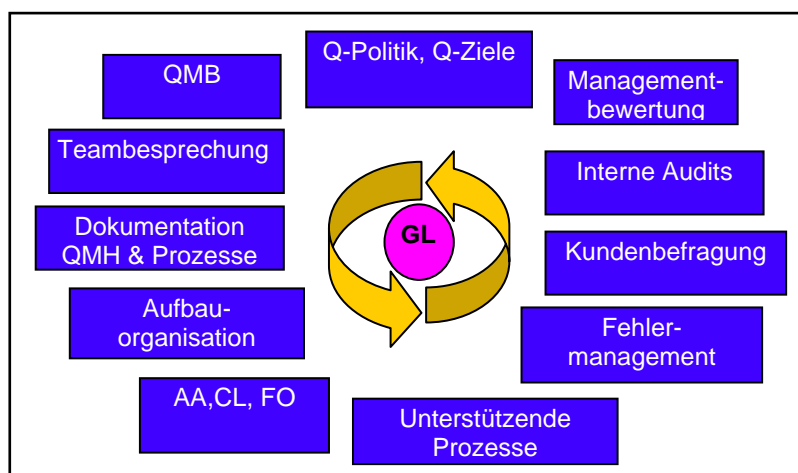 Q-Politik, Q-Ziele
QMB
Management-
bewertung
Teambesprechung
Interne Audits
Dokumentation
QMH & Prozesse
GL
Kundenbefragung
Aufbau-
organisation
Fehler-
management
AA,CL, FO
Unterstützende
Prozesse